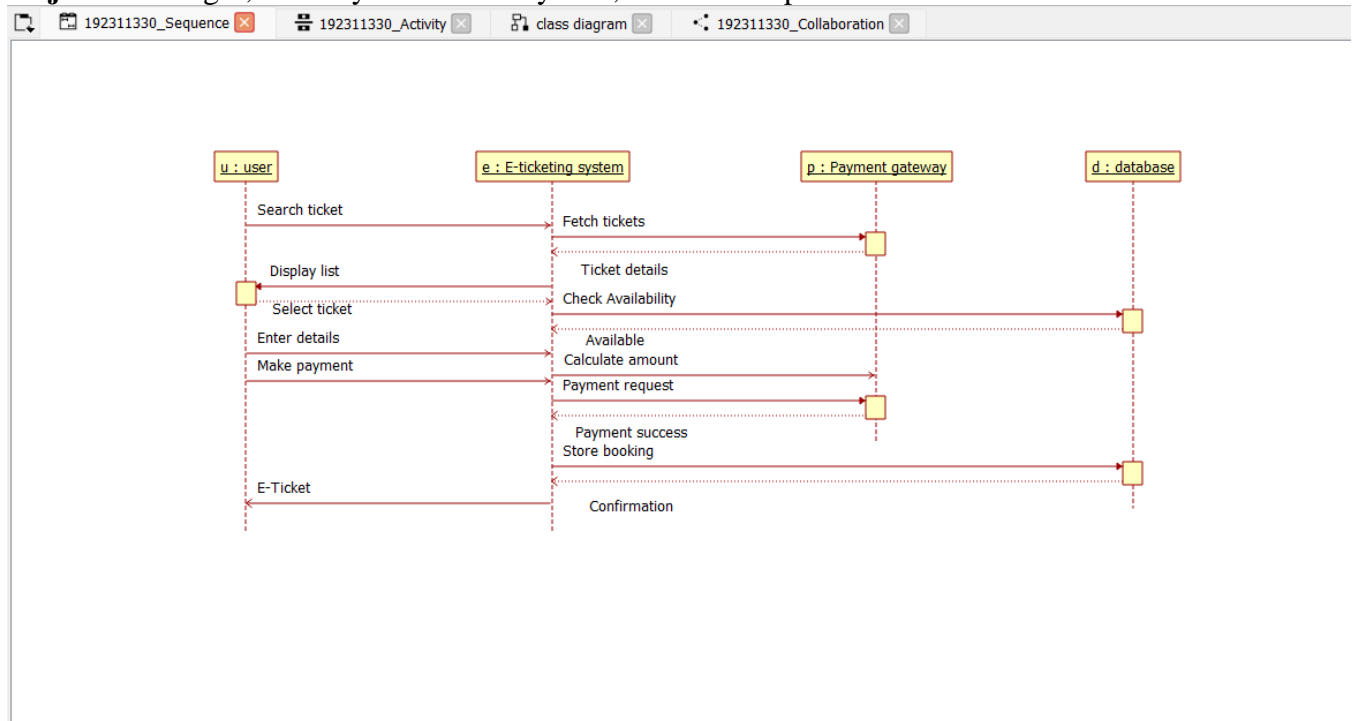 192311330_Sequence 192311330_Activity class diagram 192311330_Collaboration
u : user e : E-ticketing system p : Payment gateway d : database
Search ticket
Fetch tickets
Display list
Ticket details
Check Availability
Select ticket
Enter details
Available
Calculate amount
Make payment
Payment request
Payment success
Store booking
E-Ticket
Confirmation